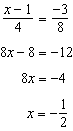 (x − 1)/4 = −3/8
8x − 8 = −12
8x = −4
x = −1/2